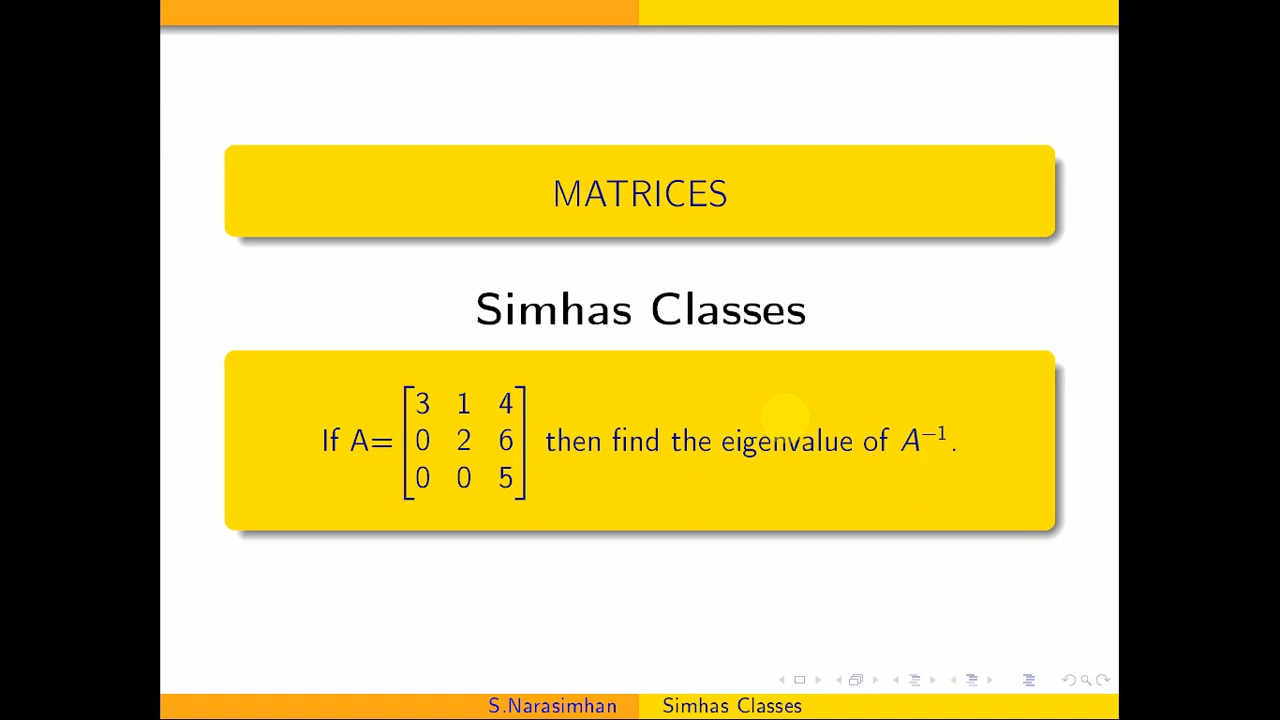 MATRICES
Simhas Classes
If A=
3 1 4
0 2 6
0 0 5
then find the eigenvalue of A⁻¹.
S.Narasimhan
Simhas Classes